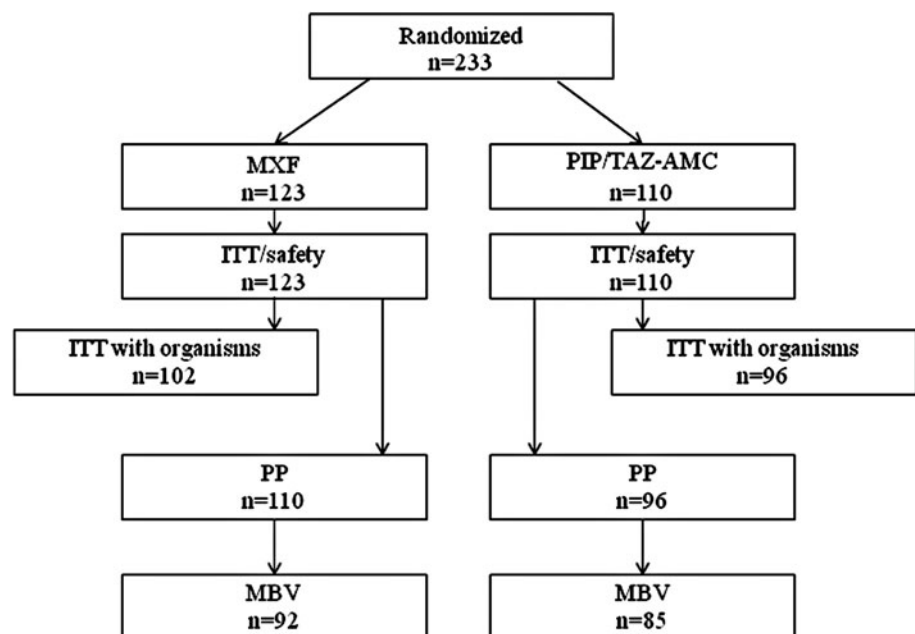 Randomized
n=233
MXF
n=123
PIP/TAZ-AMC
n=110
ITT/safety
n=123
ITT/safety
n=110
ITT with organisms
n=102
ITT with organisms
n=96
PP
n=110
PP
n=96
MBV
n=92
MBV
n=85